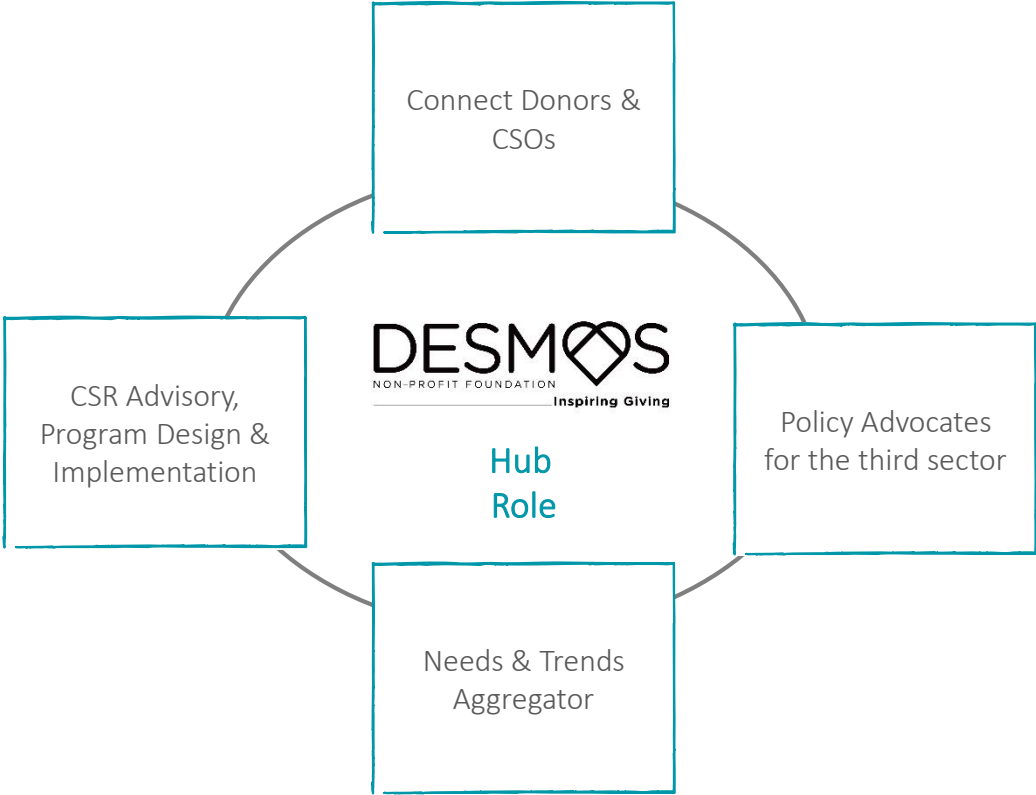 Connect Donors &
CSOs
DESMOS
NON-PROFIT FOUNDATION
Inspiring Giving
Hub
Role
CSR Advisory,
Program Design &
Implementation
Policy Advocates
for the third sector
Needs & Trends
Aggregator